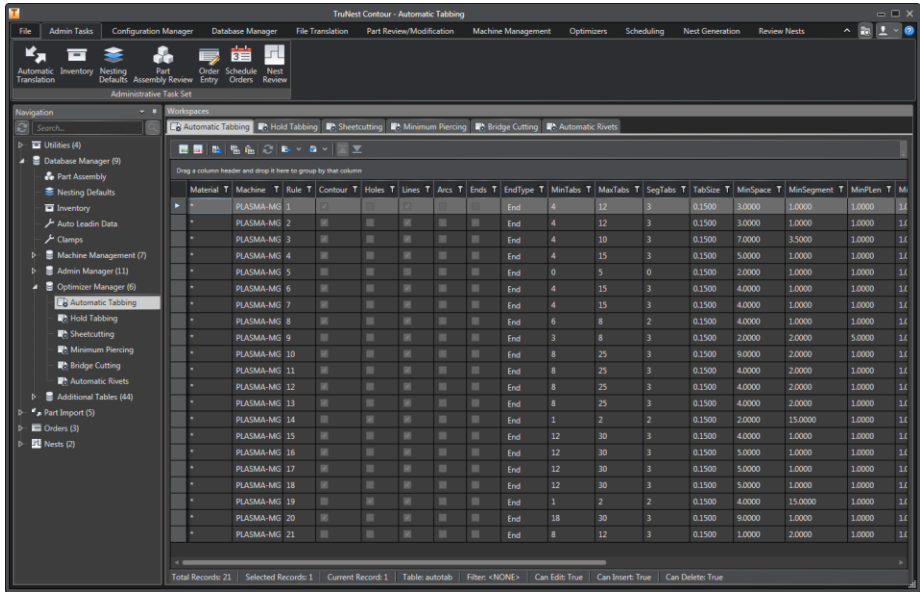 TruNest Contour - Automatic Tabbing
File Admin Tasks Configuration Manager Database Manager File Translation Part Review/Modification Machine Management Optimizers Scheduling Nest Generation Review Nests
Automatic Translation Inventory Nesting Defaults Part Assembly Review Order Entry Schedule Orders Nest Review
Administrative Task Set
Navigation
Search...
Utilities (4)
Database Manager (9)
Part Assembly
Nesting Defaults
Inventory
Auto Leadin Data
Clamps
Machine Management (7)
Admin Manager (11)
Optimizer Manager (6)
Automatic Tabbing
Hold Tabbing
Sheetcutting
Minimum Piercing
Bridge Cutting
Automatic Rivets
Additional Tables (44)
Part Import (5)
Orders (3)
Nests (2)
Workspaces
Automatic Tabbing Hold Tabbing Sheetcutting Minimum Piercing Bridge Cutting Automatic Rivets
Drag a column header and drop it here to group by that column
Material Machine Rule Contour Holes Lines Arcs Ends EndType MinTabs MaxTabs SegTabs TabSize MinSpace MinSegment MinPLen
* PLASMA-MG 1 End 4 12 3 0.1500 3.0000 1.0000 1.0000
* PLASMA-MG 2 End 4 12 3 0.1500 3.0000 1.0000 1.0000
* PLASMA-MG 3 End 4 10 3 0.1500 7.0000 3.5000 1.0000
* PLASMA-MG 4 End 4 15 3 0.1500 5.0000 1.0000 1.0000
* PLASMA-MG 5 End 0 5 0 0.1500 2.0000 1.0000 1.0000
* PLASMA-MG 6 End 4 15 3 0.1500 4.0000 1.0000 1.0000
* PLASMA-MG 7 End 4 15 3 0.1500 4.0000 1.0000 1.0000
* PLASMA-MG 8 End 6 8 2 0.1500 4.0000 1.0000 1.0000
* PLASMA-MG 9 End 3 8 3 0.1500 2.0000 2.0000 5.0000
* PLASMA-MG 10 End 8 25 3 0.1500 9.0000 2.0000 1.0000
* PLASMA-MG 11 End 8 25 3 0.1500 4.0000 2.0000 1.0000
* PLASMA-MG 12 End 8 25 3 0.1500 4.0000 2.0000 1.0000
* PLASMA-MG 13 End 8 25 3 0.1500 4.0000 2.0000 1.0000
* PLASMA-MG 14 End 1 2 2 0.1500 2.0000 15.0000 1.0000
* PLASMA-MG 15 End 12 30 3 0.1500 4.0000 1.0000 1.0000
* PLASMA-MG 16 End 12 30 3 0.1500 5.0000 1.0000 1.0000
* PLASMA-MG 17 End 12 30 3 0.1500 5.0000 1.0000 1.0000
* PLASMA-MG 18 End 12 30 3 0.1500 5.0000 1.0000 1.0000
* PLASMA-MG 19 End 1 2 2 0.1500 4.0000 15.0000 1.0000
* PLASMA-MG 20 End 18 30 3 0.1500 9.0000 1.0000 1.0000
* PLASMA-MG 21 End 8 12 3 0.1500 1.0000 2.0000 1.0000
Total Records: 21 Selected Records: 1 Current Record: 1 Table: autotab Filter: <NONE> Can Edit: True Can Insert: True Can Delete: True